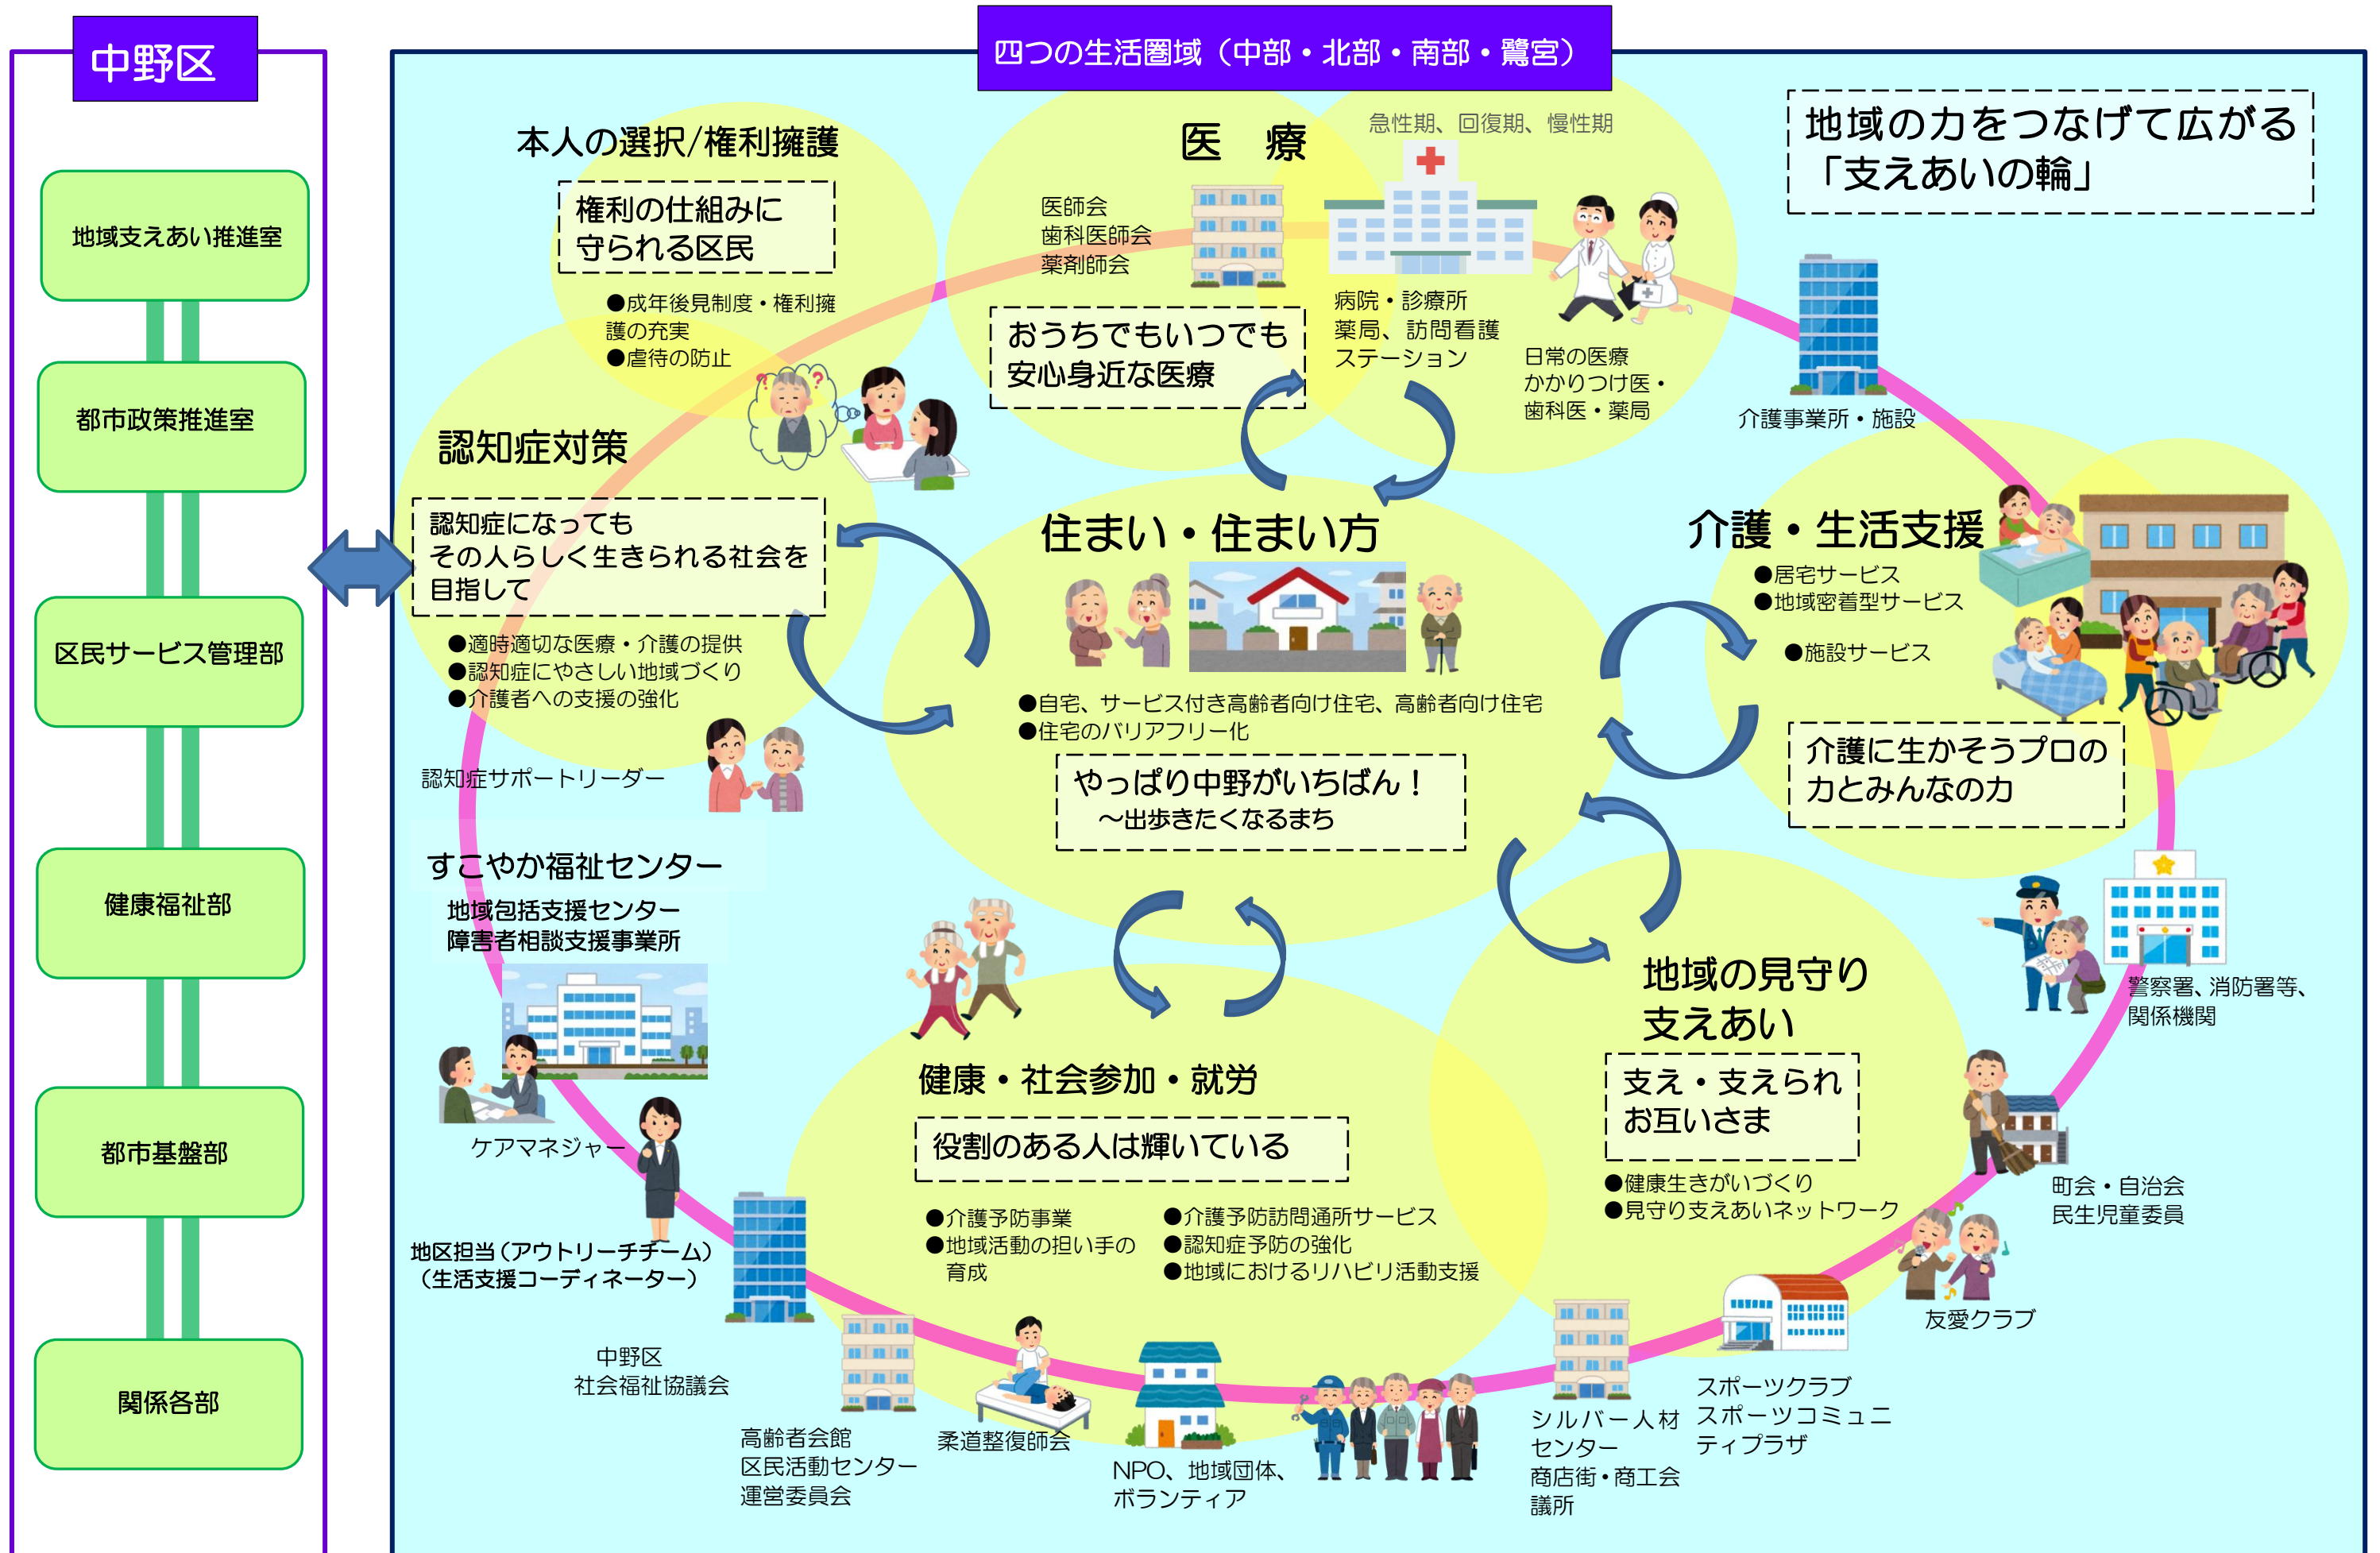 中野区
地域支えあい推進室
都市政策推進室
区民サービス管理部
健康福祉部
都市基盤部
関係各部
四つの生活圏域（中部・北部・南部・鷺宮）
地域の力をつなげて広がる
「支えあいの輪」
本人の選択/権利擁護
権利の仕組みに
守られる区民
●成年後見制度・権利擁
護の充実
●虐待の防止
医　療
急性期、回復期、慢性期
医師会
歯科医師会
薬剤師会
おうちでもいつでも
安心身近な医療
病院・診療所
薬局、訪問看護
ステーション
日常の医療
かかりつけ医・
歯科医・薬局
介護事業所・施設
認知症対策
認知症になっても
その人らしく生きられる社会を
目指して
●適時適切な医療・介護の提供
●認知症にやさしい地域づくり
●介護者への支援の強化
認知症サポートリーダー
住まい・住まい方
●自宅、サービス付き高齢者向け住宅、高齢者向け住宅
●住宅のバリアフリー化
やっぱり中野がいちばん！
～出歩きたくなるまち
介護・生活支援
●居宅サービス
●地域密着型サービス
●施設サービス
介護に生かそうプロの
力とみんなの力
すこやか福祉センター
地域包括支援センター
障害者相談支援事業所
ケアマネジャー
地区担当（アウトリーチチーム）
（生活支援コーディネーター）
健康・社会参加・就労
役割のある人は輝いている
●介護予防事業
●地域活動の担い手の
育成
●介護予防訪問通所サービス
●認知症予防の強化
●地域におけるリハビリ活動支援
地域の見守り
支えあい
支え・支えられ
お互いさま
●健康生きがいづくり
●見守り支えあいネットワーク
警察署、消防署等、
関係機関
町会・自治会
民生児童委員
友愛クラブ
スポーツクラブ
スポーツコミュニ
ティプラザ
シルバー人材
センター
商店街・商工会
議所
NPO、地域団体、
ボランティア
柔道整復師会
高齢者会館
区民活動センター
運営委員会
中野区
社会福祉協議会